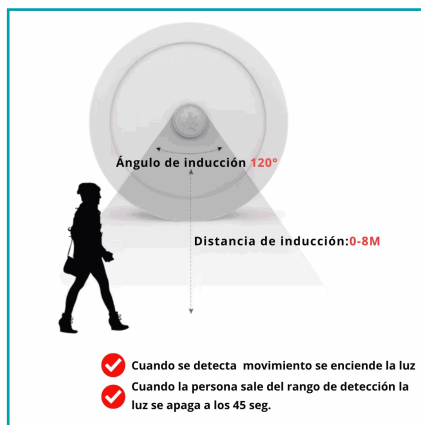 Ángulo de inducción 120°
Distancia de inducción:0-8M
Cuando se detecta movimiento se enciende la luz
Cuando la persona sale del rango de detección la
luz se apaga a los 45 seg.